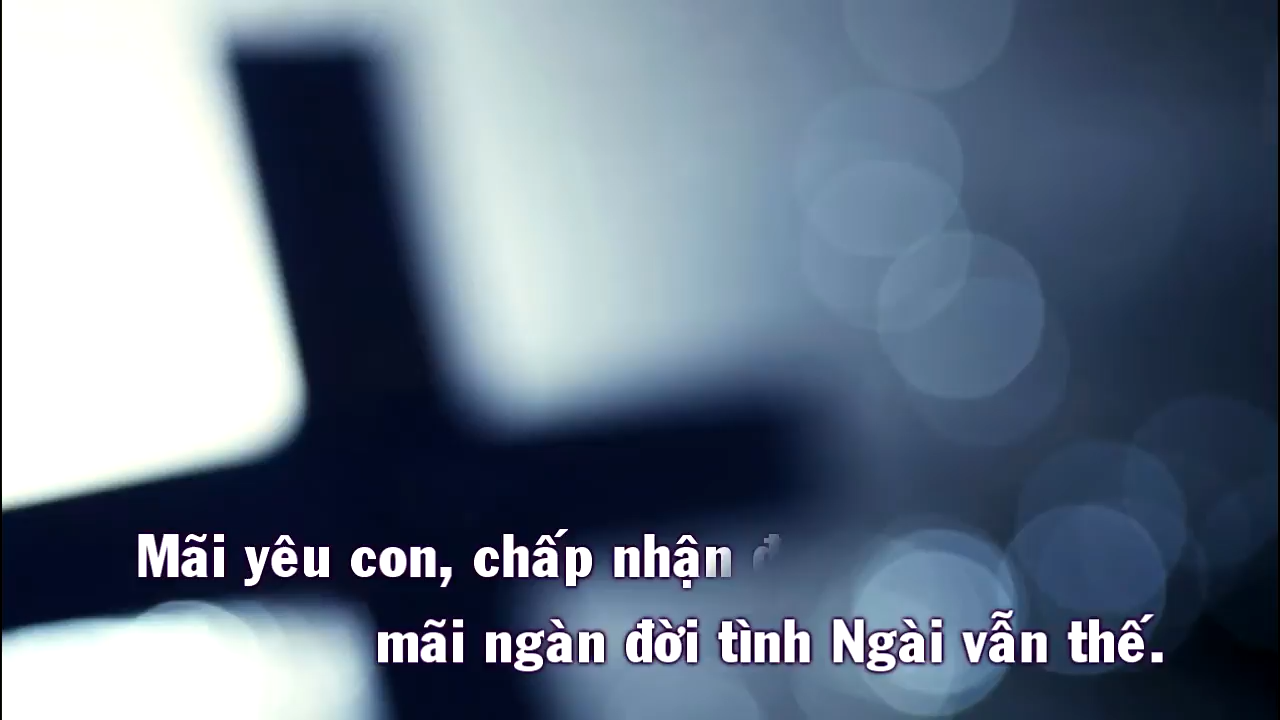 Mãi yêu con, chấp nhận
mãi ngàn đời tình Ngài vẫn thế.